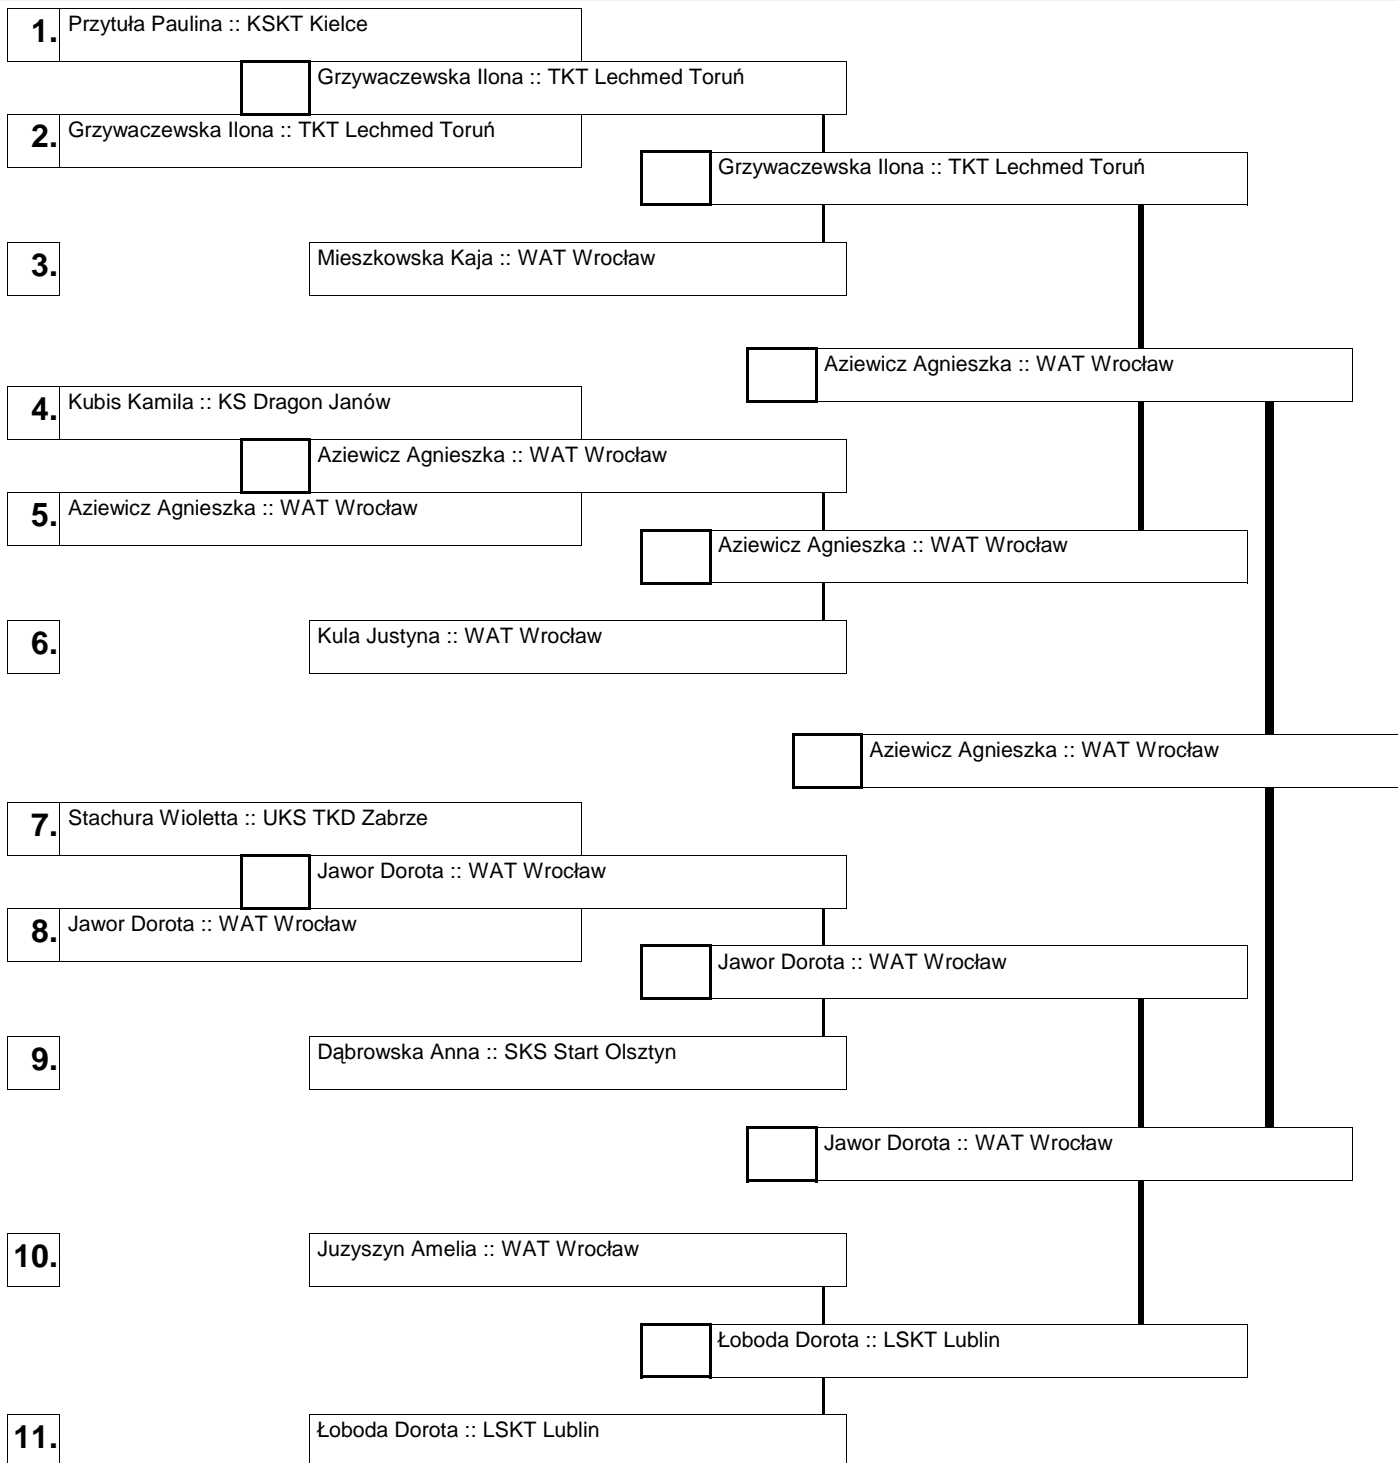 1. Przytuła Paulina :: KSKT Kielce
Grzywaczewska Ilona :: TKT Lechmed Toruń
2. Grzywaczewska Ilona :: TKT Lechmed Toruń
Grzywaczewska Ilona :: TKT Lechmed Toruń
3. Mieszkowska Kaja :: WAT Wrocław
Aziewicz Agnieszka :: WAT Wrocław
4. Kubis Kamila :: KS Dragon Janów
Aziewicz Agnieszka :: WAT Wrocław
5. Aziewicz Agnieszka :: WAT Wrocław
Aziewicz Agnieszka :: WAT Wrocław
6. Kula Justyna :: WAT Wrocław
Aziewicz Agnieszka :: WAT Wrocław
7. Stachura Wioletta :: UKS TKD Zabrze
Jawor Dorota :: WAT Wrocław
8. Jawor Dorota :: WAT Wrocław
Jawor Dorota :: WAT Wrocław
9. Dąbrowska Anna :: SKS Start Olsztyn
Jawor Dorota :: WAT Wrocław
10. Juzyszyn Amelia :: WAT Wrocław
Łoboda Dorota :: LSKT Lublin
11. Łoboda Dorota :: LSKT Lublin